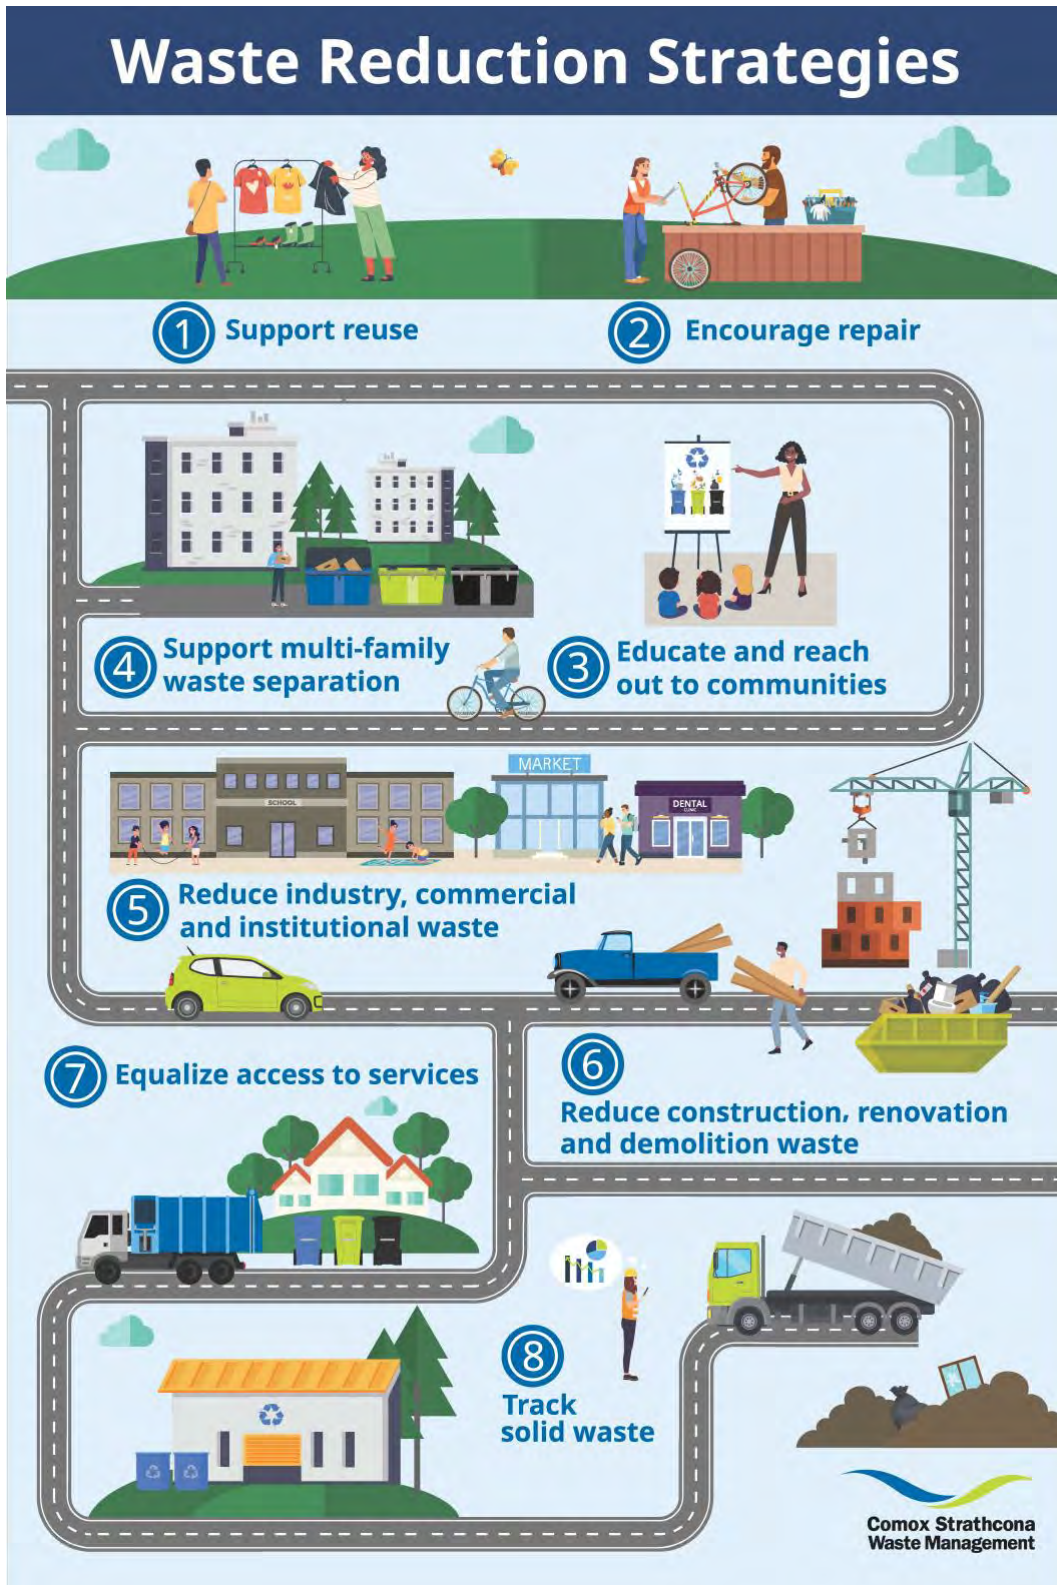 Waste Reduction Strategies
1 Support reuse
2 Encourage repair
3 Educate and reach
out to communities
4 Support multi-family
waste separation
MARKET
SCHOOL
DENTAL
CLINIC
5 Reduce industry, commercial
and institutional waste
6
Reduce construction, renovation
and demolition waste
7 Equalize access to services
8
Track
solid waste
Comox Strathcona
Waste Management